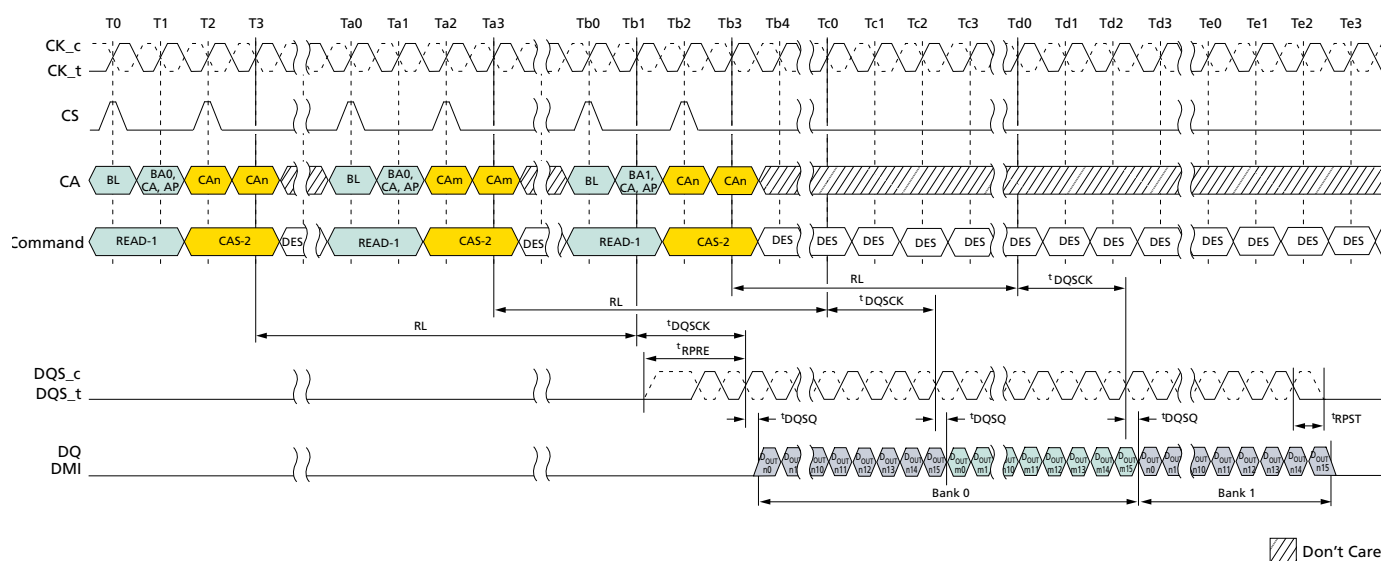 T0 T1 T2 T3 Ta0 Ta1 Ta2 Ta3 Tb0 Tb1 Tb2 Tb3 Tb4 Tc0 Tc1 Tc2 Tc3 Td0 Td1 Td2 Td3 Te0 Te1 Te2 Te3
CK_c
CK_t
CS
CA BL BA0, CA, AP CAn CAn BL BA0, CA, AP CAm CAm BL BA1, CA, AP CAn CAn
Command READ-1 CAS-2 DES READ-1 CAS-2 DES READ-1 CAS-2 DES DES DES DES DES DES DES DES DES DES DES DES DES
RL tDQSCK
RL tDQSCK
RL tDQSCK
tRPRE
DQS_c
DQS_t
tDQSQ tDQSQ tDQSQ tRPST
DQ
DMI
DOUT n0 DOUT n1 DOUT n10 DOUT n11 DOUT n12 DOUT n13 DOUT n14 DOUT n15 DOUT m0 DOUT m1 DOUT m10 DOUT m11 DOUT m12 DOUT m13 DOUT m14 DOUT m15 DOUT n0 DOUT n1 DOUT n10 DOUT n11 DOUT n12 DOUT n13 DOUT n14 DOUT n15
Bank 0 Bank 1
Don't Care